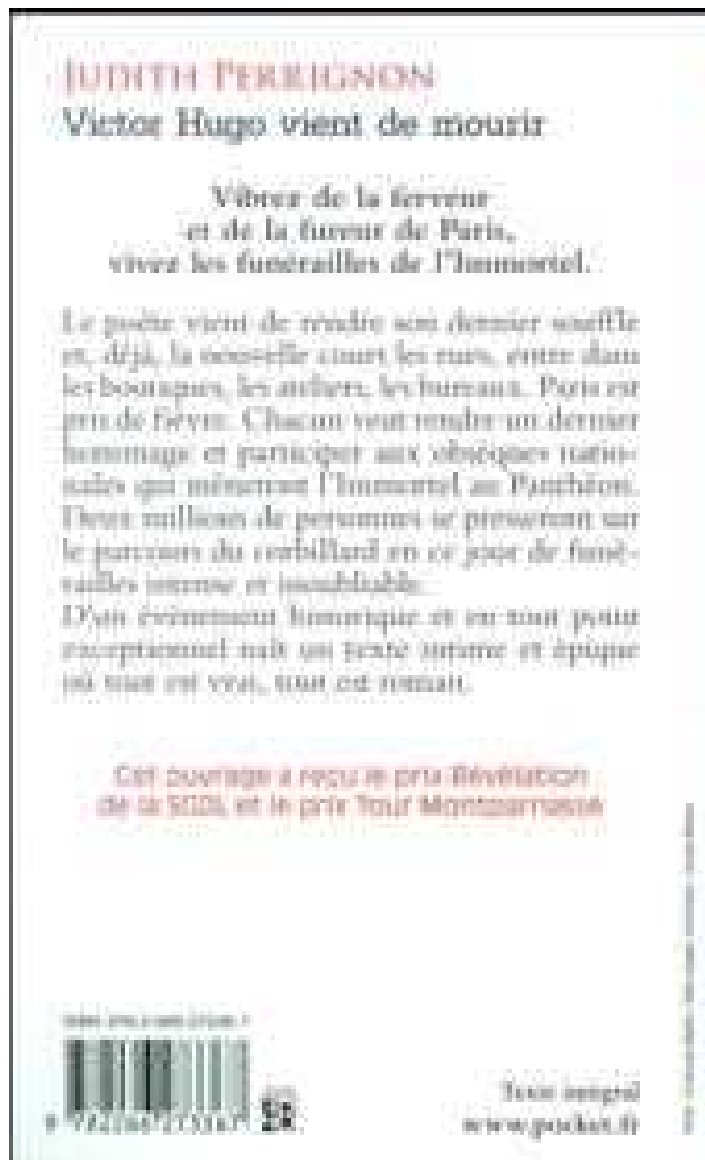 JUDITH PERRIGNON
Victor Hugo vient de mourir
Vibrez de la ferveur
et de la fureur de Paris,
vivez les funérailles de l'Immortel.
Le poète vient de rendre son dernier souffle
et, déjà, la nouvelle court les rues, entre dans
les boutiques, les ateliers, les bureaux. Paris est
pris de fièvre. Chacun veut rendre un dernier
hommage et participer aux obsèques natio-
nales qui mèneront l'Immortel au Panthéon.
Deux millions de personnes se presseront sur
le parcours du corbillard en ce jour de funé-
railles intense et inoubliable.
D'un événement historique et en tout point
exceptionnel naît un texte intime et épique
où tout est vrai, tout est roman.
Cet ouvrage a reçu le prix Révélation
de la SGDL et le prix Tour Montparnasse
Texte intégral
www.pocket.fr